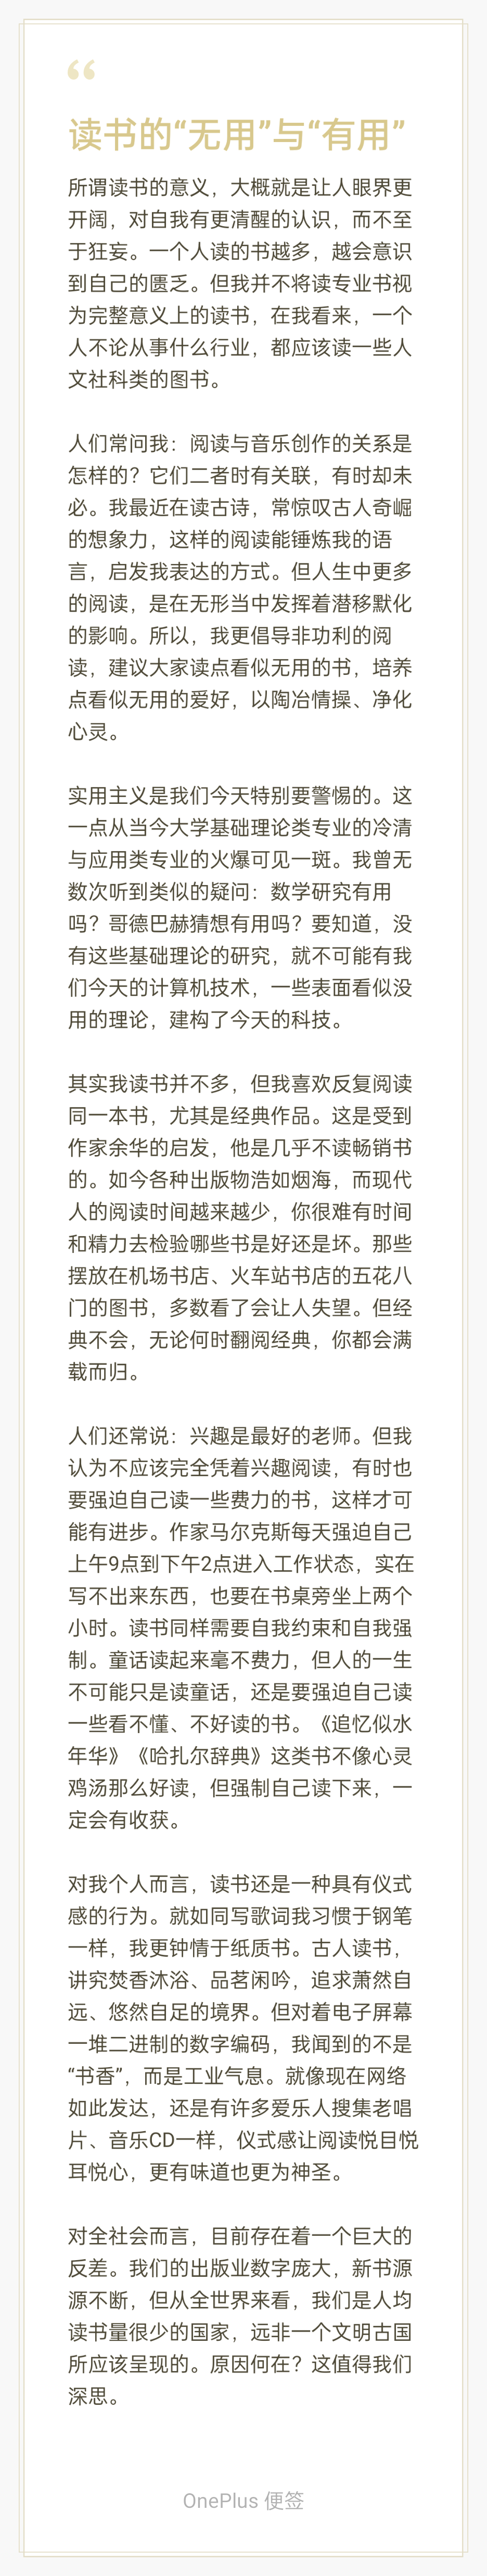 读书的“无用”与“有用”
所谓读书的意义，大概就是让人眼界更
开阔，对自我有更清醒的认识，而不至
于狂妄。一个人读的书越多，越会意识
到自己的匮乏。但我并不将读专业书视
为完整意义上的读书，在我看来，一个
人不论从事什么行业，都应该读一些人
文社科类的图书。
人们常问我：阅读与音乐创作的关系是
怎样的？它们二者时有关联，有时却未
必。我最近在读古诗，常惊叹古人奇崛
的想象力，这样的阅读能锤炼我的语
言，启发我表达的方式。但人生中更多
的阅读，是在无形当中发挥着潜移默化
的影响。所以，我更倡导非功利的阅
读，建议大家读点看似无用的书，培养
点看似无用的爱好，以陶冶情操、净化
心灵。
实用主义是我们今天特别要警惕的。这
一点从当今大学基础理论类专业的冷清
与应用类专业的火爆可见一斑。我曾无
数次听到类似的疑问：数学研究有用
吗？哥德巴赫猜想有用吗？要知道，没
有这些基础理论的研究，就不可能有我
们今天的计算机技术，一些表面看似没
用的理论，建构了今天的科技。
其实我读书并不多，但我喜欢反复阅读
同一本书，尤其是经典作品。这是受到
作家余华的启发，他是几乎不读畅销书
的。如今各种出版物浩如烟海，而现代
人的阅读时间越来越少，你很难有时间
和精力去检验哪些书是好还是坏。那些
摆放在机场书店、火车站书店的五花八
门的图书，多数看了会让人失望。但经
典不会，无论何时翻阅经典，你都会满
载而归。
人们还常说：兴趣是最好的老师。但我
认为不应该完全凭着兴趣阅读，有时也
要强迫自己读一些费力的书，这样才可
能有进步。作家马尔克斯每天强迫自己
上午9点到下午2点进入工作状态，实在
写不出来东西，也要在书桌旁坐上两个
小时。读书同样需要自我约束和自我强
制。童话读起来毫不费力，但人的一生
不可能只是读童话，还是要强迫自己读
一些看不懂、不好读的书。《追忆似水
年华》《哈扎尔辞典》这类书不像心灵
鸡汤那么好读，但强制自己读下来，一
定会有收获。
对我个人而言，读书还是一种具有仪式
感的行为。就如同写歌词我习惯于钢笔
一样，我更钟情于纸质书。古人读书，
讲究焚香沐浴、品茗闲吟，追求萧然自
远、悠然自足的境界。但对着电子屏幕
一堆二进制的数字编码，我闻到的不是
“书香”，而是工业气息。就像现在网络
如此发达，还是有许多爱乐人搜集老唱
片、音乐CD一样，仪式感让阅读悦目悦
耳悦心，更有味道也更为神圣。
对全社会而言，目前存在着一个巨大的
反差。我们的出版业数字庞大，新书源
源不断，但从全世界来看，我们是人均
读书量很少的国家，远非一个文明古国
所应该呈现的。原因何在？这值得我们
深思。
OnePlus 便签